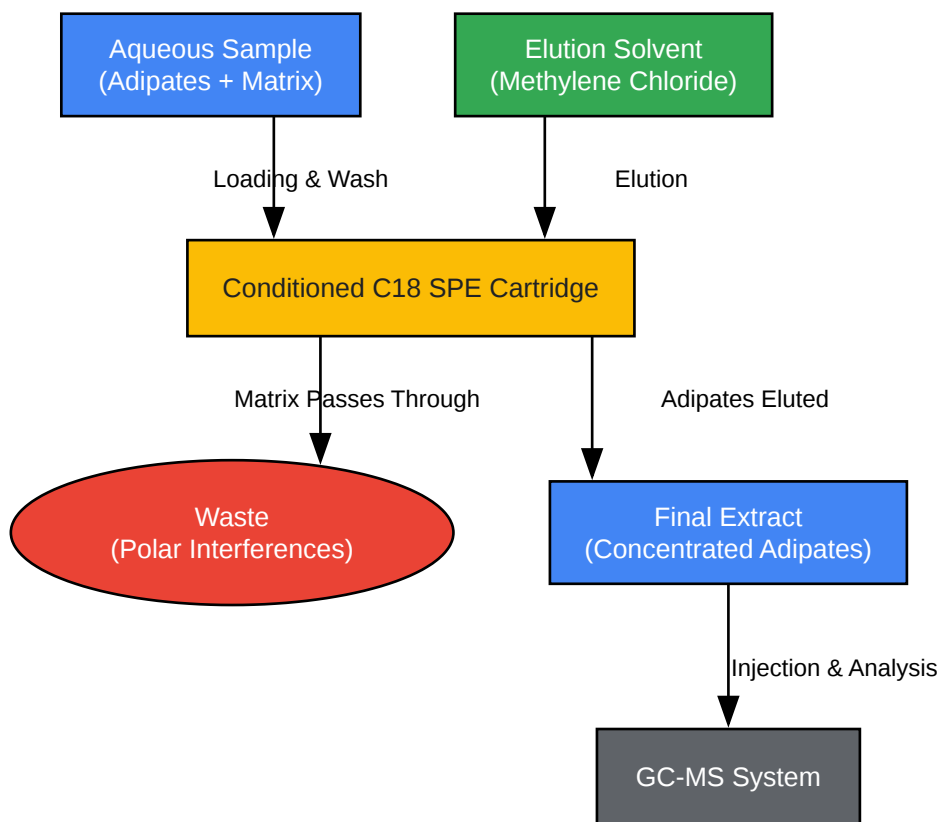 Aqueous Sample
(Adipates + Matrix)
Elution Solvent
(Methylene Chloride)
Loading & Wash
Elution
Conditioned C18 SPE Cartridge
Matrix Passes Through
Adipates Eluted
Waste
(Polar Interferences)
Final Extract
(Concentrated Adipates)
Injection & Analysis
GC-MS System